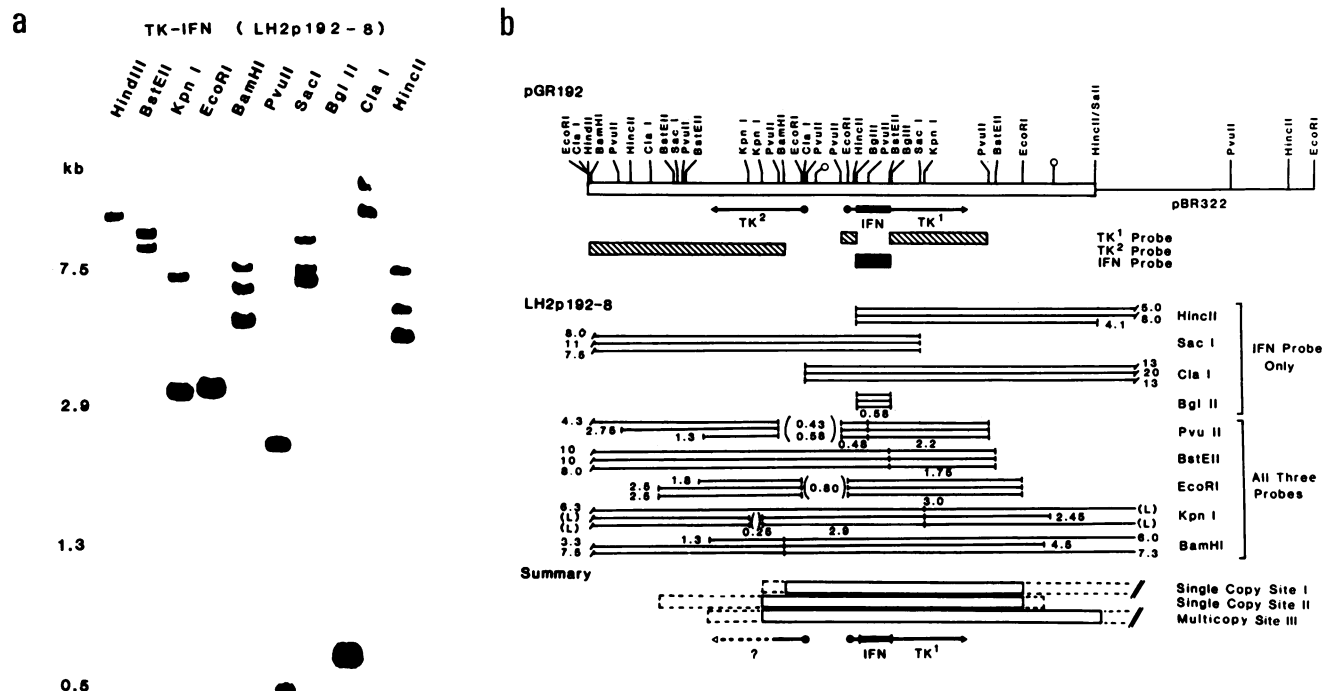 a
TK-IFN (LH2p192-8)
HindIII
BstEII
Kpn I
EcoRI
BamHI
PvuII
SacI
Bgl II
Cla I
HincII
kb
7.5
2.9
1.3
0.5
b
pGR192
EcoRI
Cla I
HindII
BamHI
PvuII
HincII
Cla I
BstEII
Sac I
PvuII
BstEII
Kpn I
Kpn I
PvuII
BamHI
EcoRI
Cla I
PvuII
PvuII
EcoRI
HincII
BglII
PvuII
BstEII
BglII
Sac I
Kpn I
PvuII
BstEII
EcoRI
HincII/SalI
PvuII
HincII
EcoRI
pBR322
TK2 IFN TK1
TK1 Probe
TK2 Probe
IFN Probe
LH2p192-8
5.0
8.0
4.1
HincII
8.0
11
7.5
Sac I
13
20
13
Cla I
0.58
Bgl II
IFN Probe
Only
4.3
2.75
1.3
(0.43
0.58)
0.48
2.2
Pvu II
10
10
8.0
1.75
BstEII
1.8
2.5
2.5
(0.80)
3.0
EcoRI
6.3
(L)
(L)
()
0.25
2.9
(L)
2.45
(L)
Kpn I
3.3
7.5
1.3
6.0
4.5
7.3
BamHI
All Three
Probes
Summary
Single Copy Site I
Single Copy Site II
Multicopy Site III
? IFN TK1